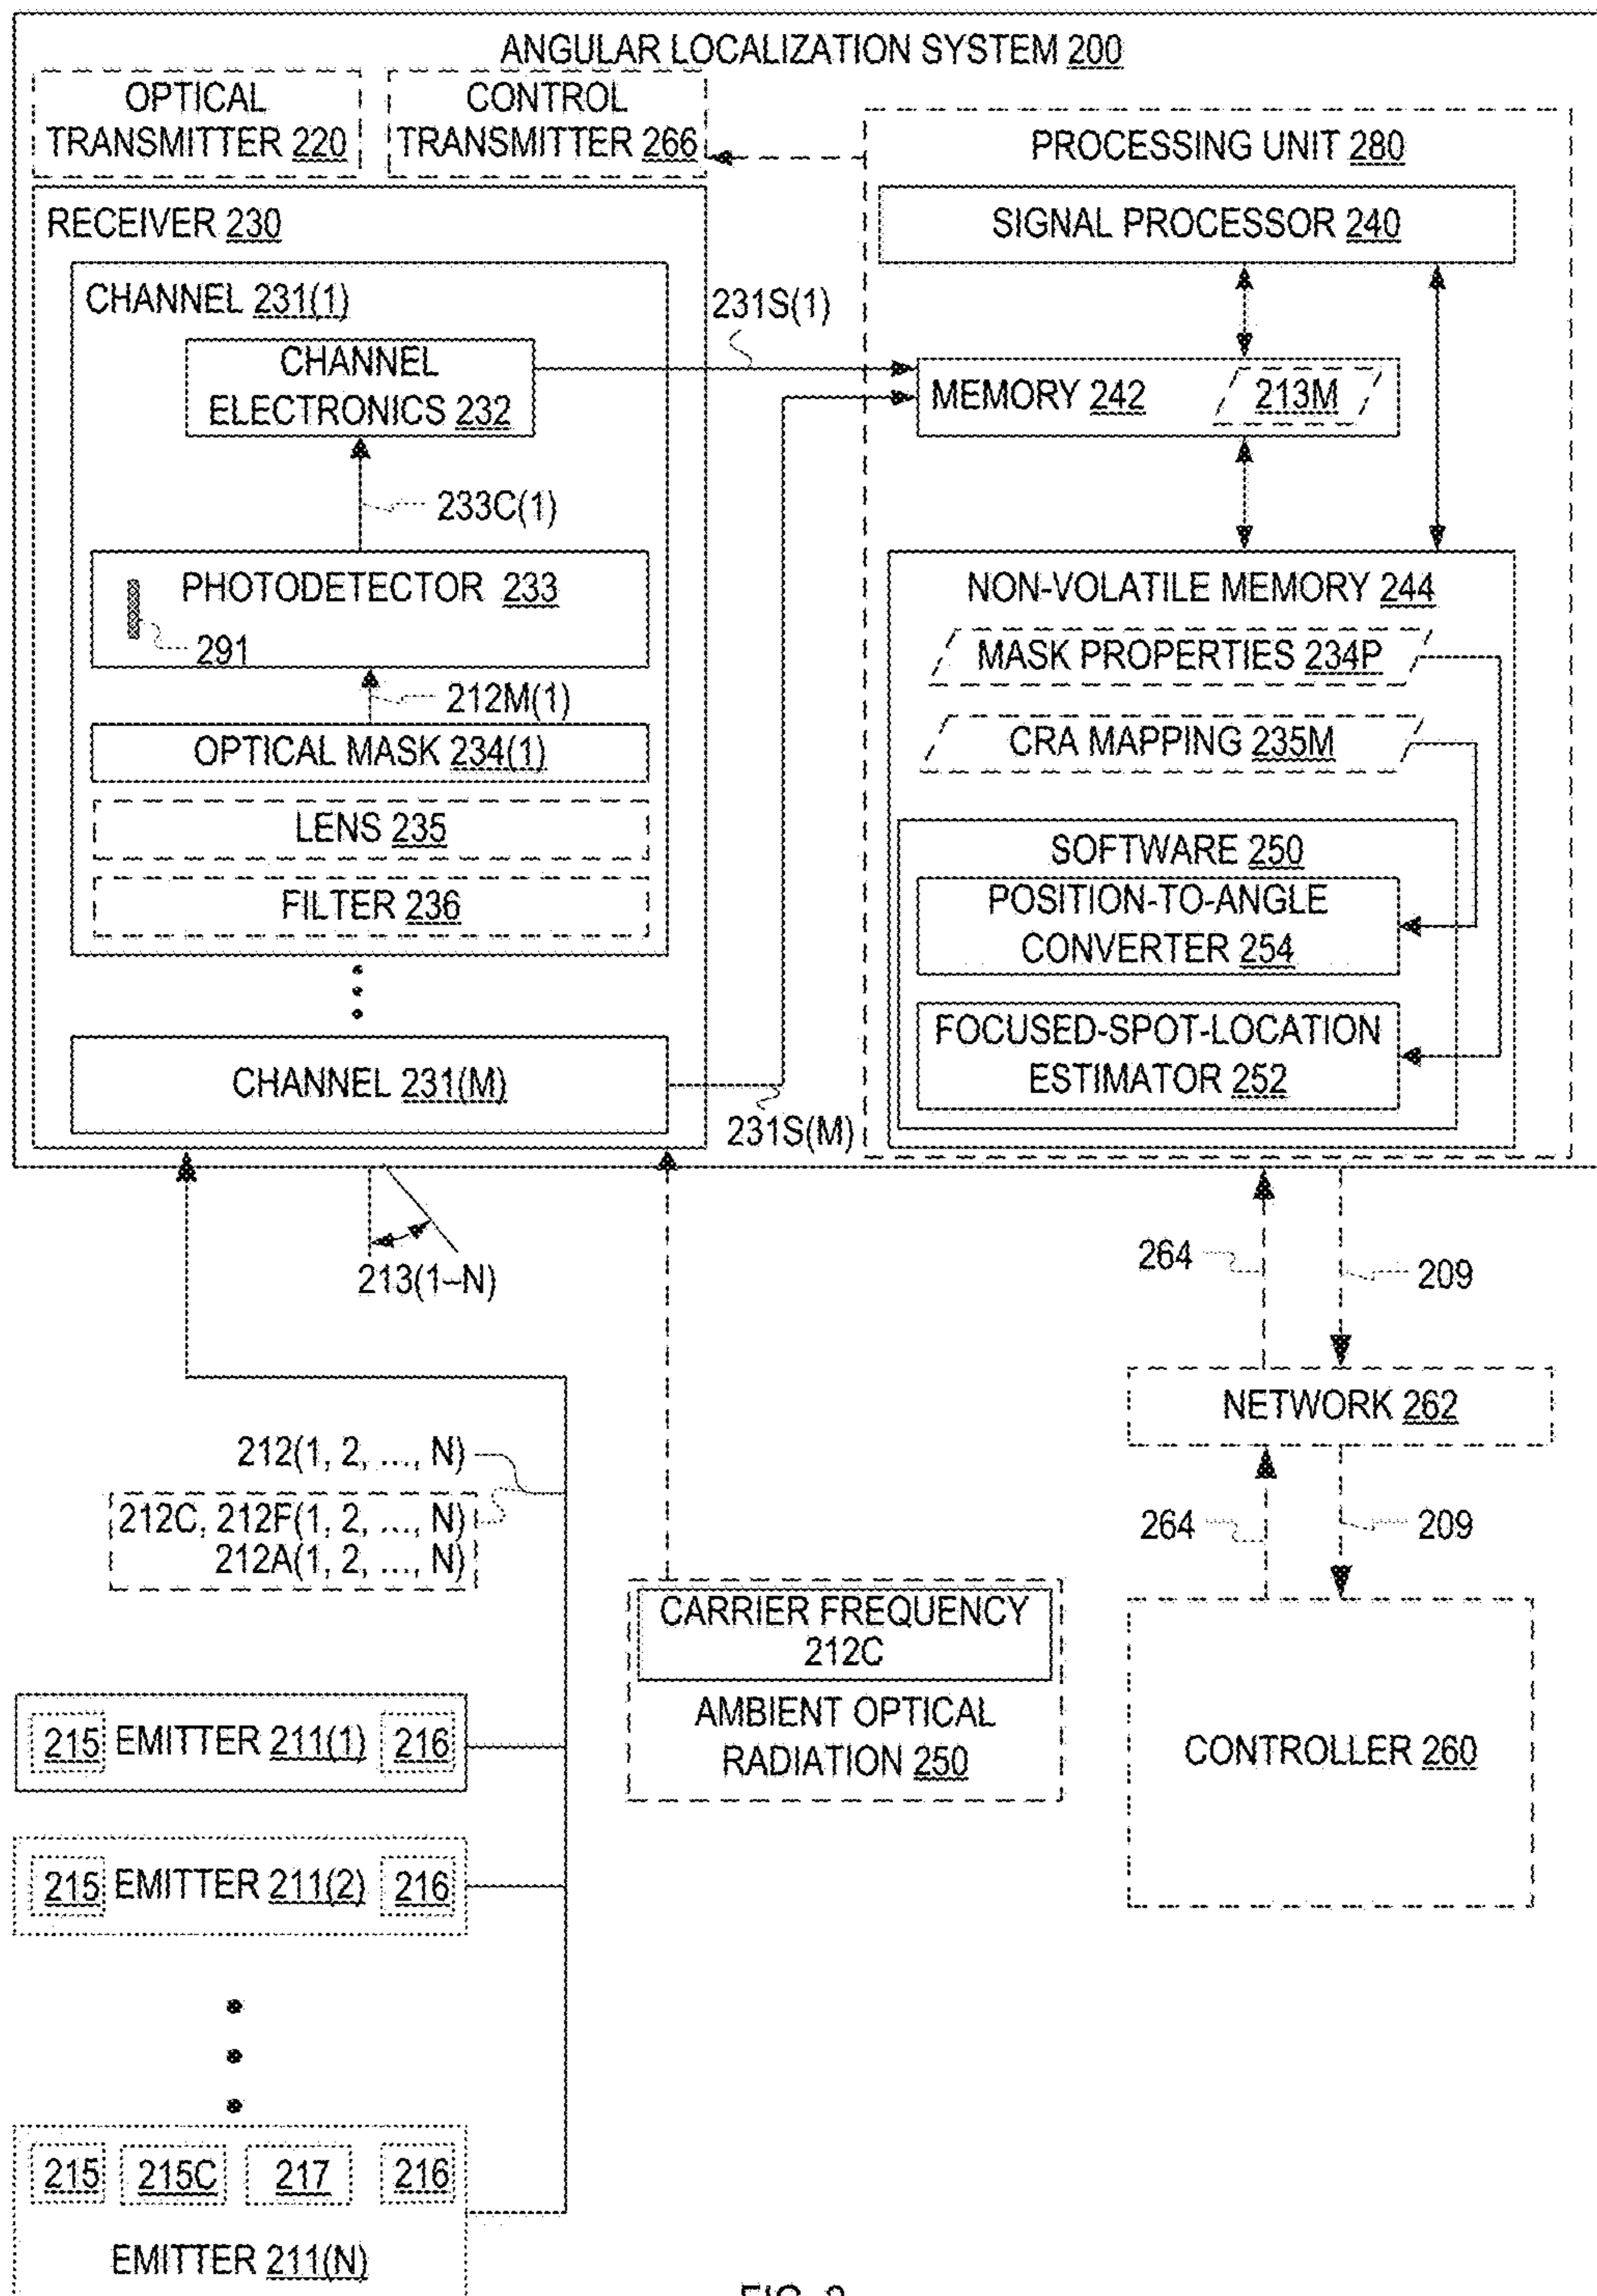 ANGULAR LOCALIZATION SYSTEM 200
OPTICAL
TRANSMITTER 220
CONTROL
TRANSMITTER 266
PROCESSING UNIT 280
RECEIVER 230
SIGNAL PROCESSOR 240
CHANNEL 231(1)
231S(1)
CHANNEL
ELECTRONICS 232
MEMORY 242
213M
233C(1)
PHOTODETECTOR 233
291
NON-VOLATILE MEMORY 244
MASK PROPERTIES 234P
212M(1)
OPTICAL MASK 234(1)
CRA MAPPING 235M
LENS 235
SOFTWARE 250
FILTER 236
POSITION-TO-ANGLE
CONVERTER 254
FOCUSED-SPOT-LOCATION
ESTIMATOR 252
CHANNEL 231(M)
231S(M)
213(1–N)
264
209
NETWORK 262
212(1, 2, ..., N)
212C, 212F(1, 2, ..., N)
212A(1, 2, ..., N)
264
209
CARRIER FREQUENCY
212C
AMBIENT OPTICAL
RADIATION 250
CONTROLLER 260
215 EMITTER 211(1) 216
215 EMITTER 211(2) 216
215 215C 217 216
EMITTER 211(N)